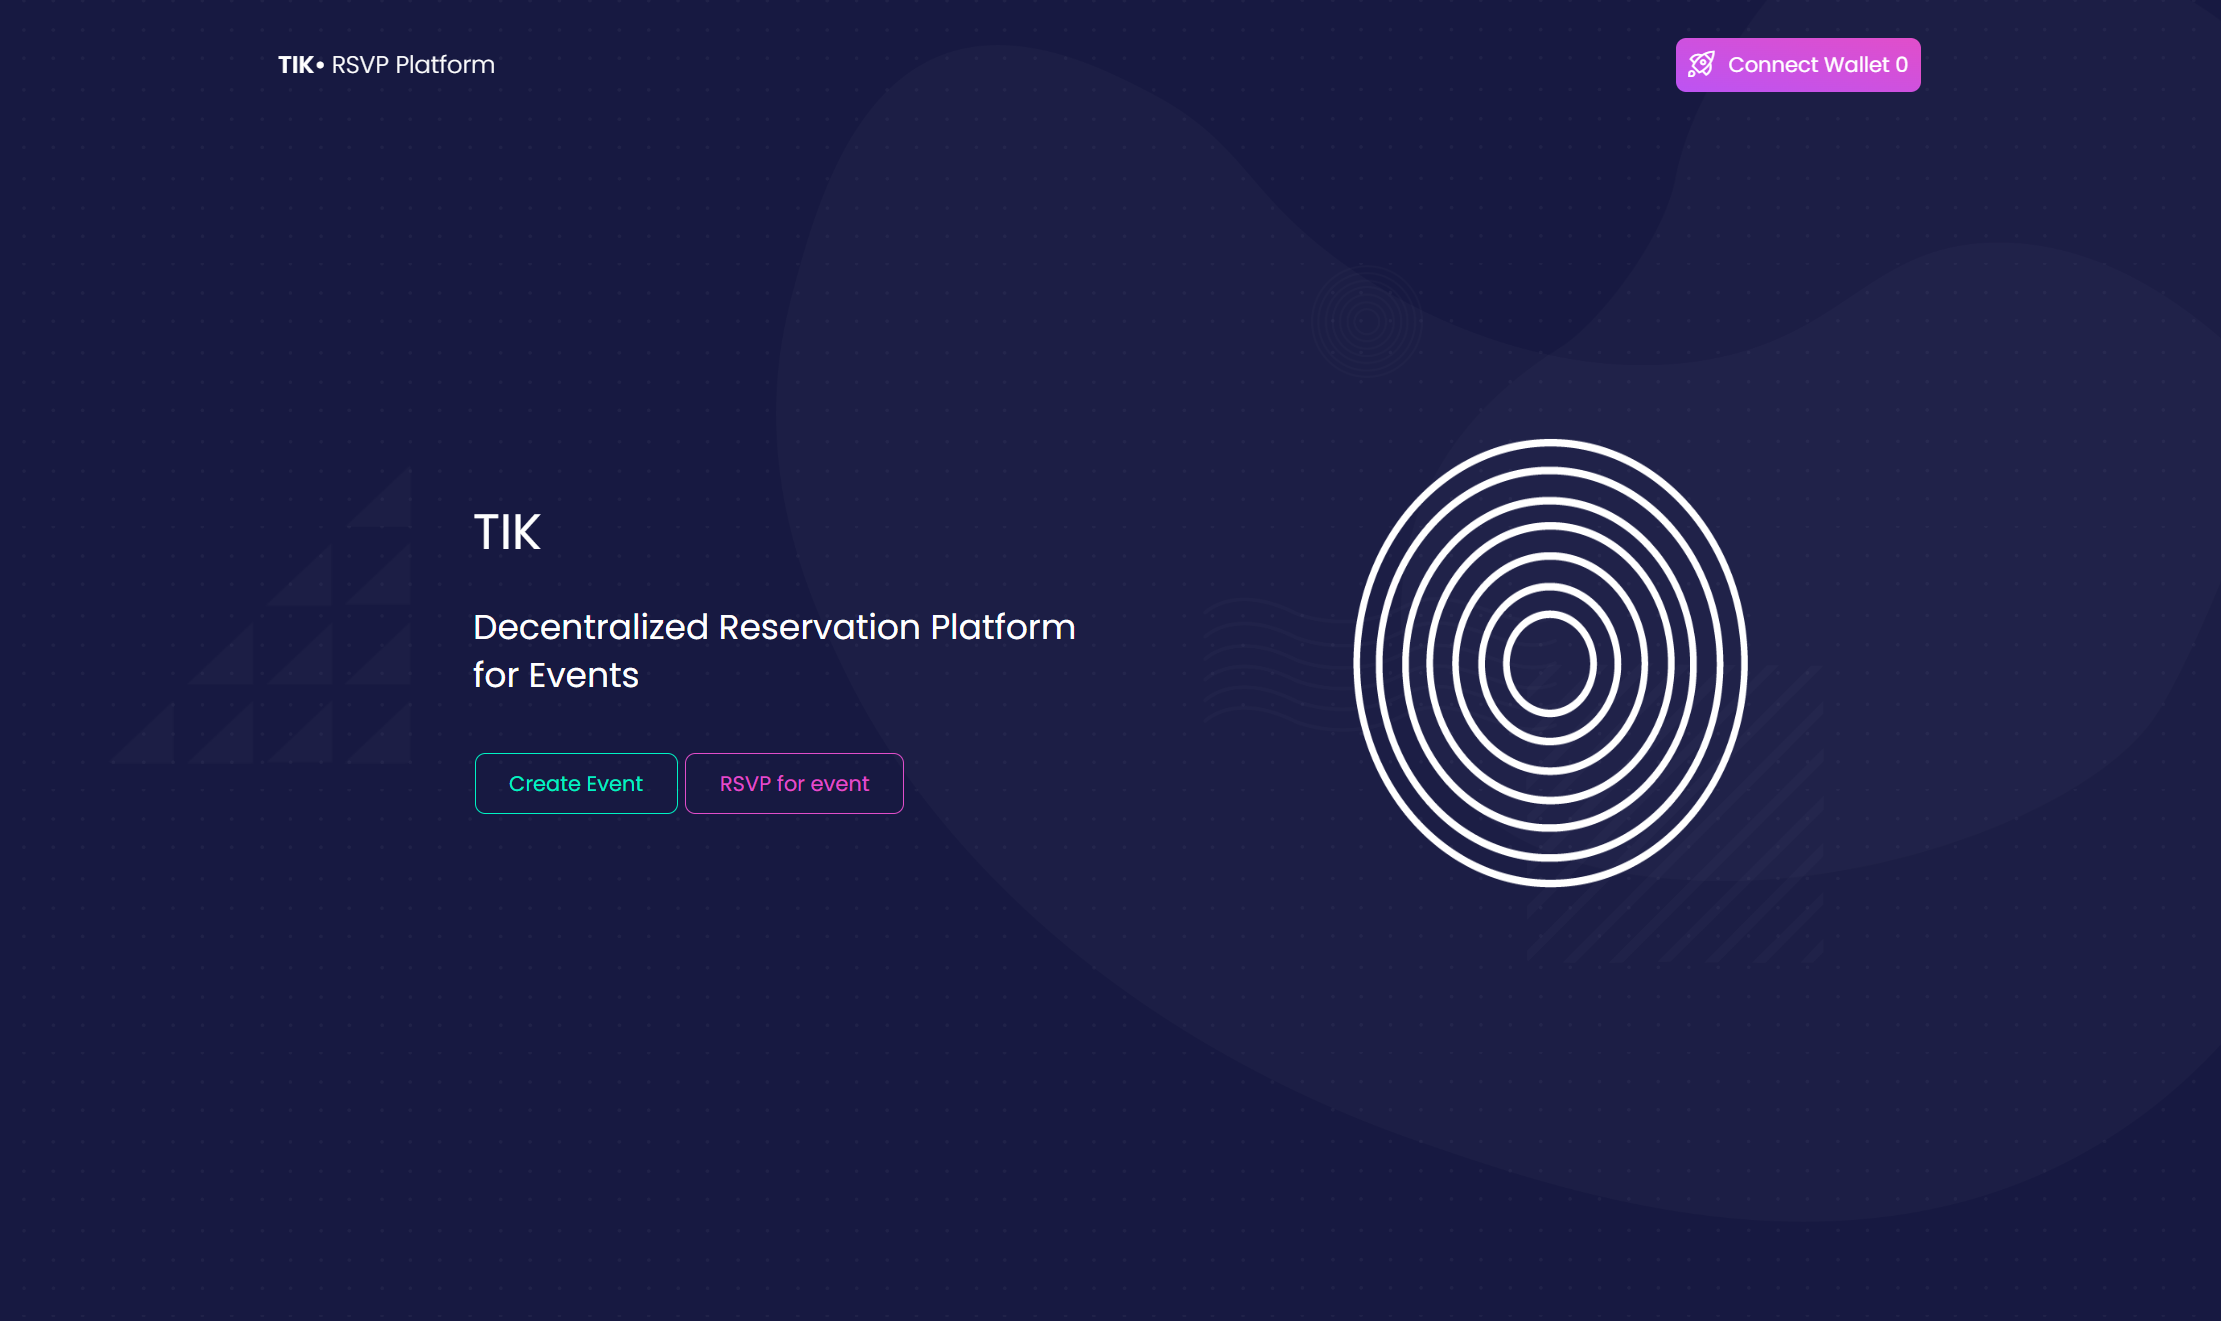 TIK• RSVP Platform
Connect Wallet 0
TIK
Decentralized Reservation Platform
for Events
Create Event
RSVP for event